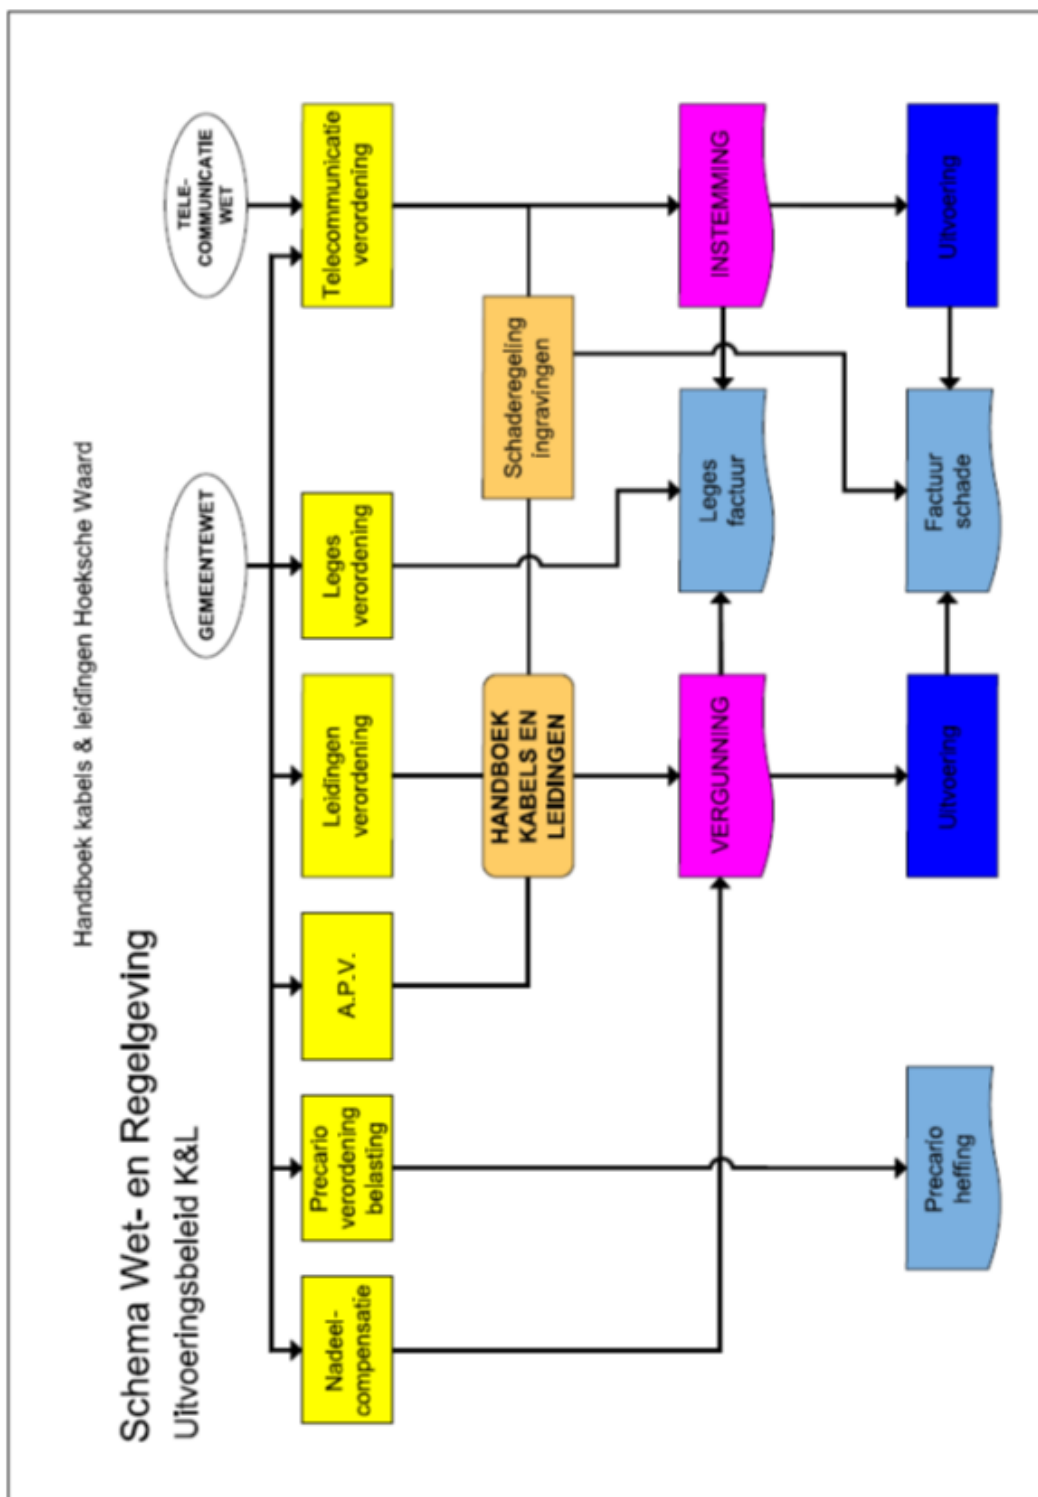 Handboek kabels & leidingen Hoeksche Waard
Schema Wet- en Regelgeving
Uitvoeringsbeleid K&L
GEMEENTEWET
TELE-
COMMUNICATIE
WET
Nadeel-
compensatie
Precario
verordening
belasting
A.P.V.
Leidingen
verordening
Leges
verordening
Telecommunicatie
verordening
HANDBOEK
KABELS EN
LEIDINGEN
Schaderegeling
ingravingen
VERGUNNING
Leges
factuur
INSTEMMING
Precario
heffing
Uitvoering
Factuur
schade
Uitvoering